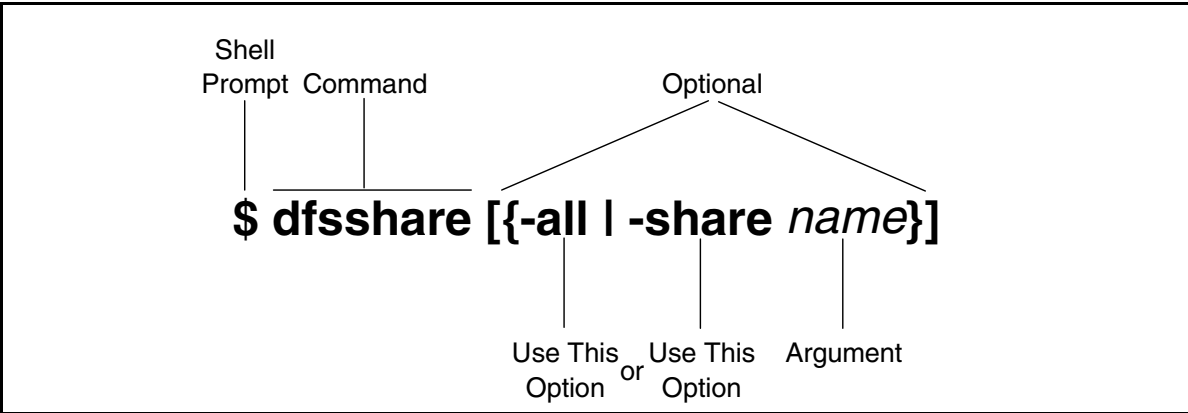 Shell
Prompt Command Optional
$ dfsshare [{-all | -share name}]
Use This or Use This Argument
Option Option